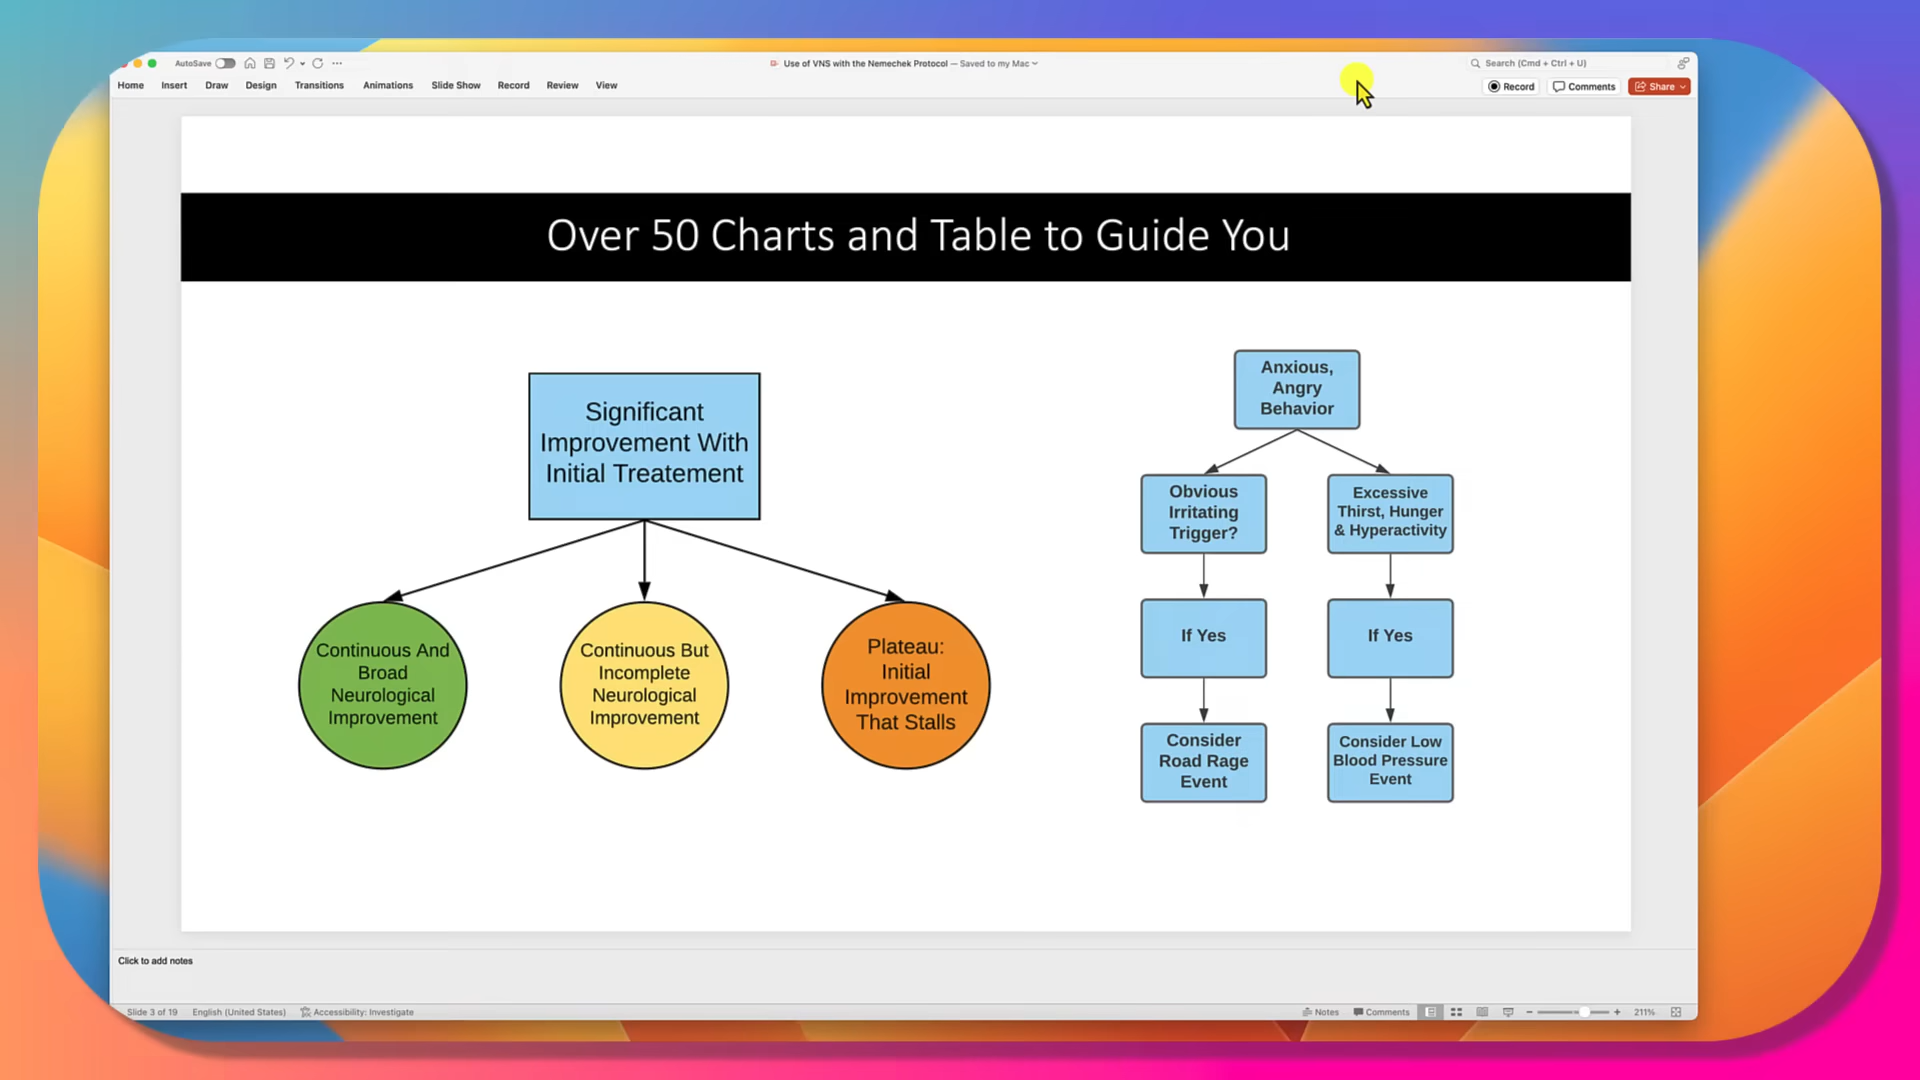 AutoSave
Use of VNS with the Nemechek Protocol — Saved to my Mac
Search (Cmd + Ctrl + U)
Home Insert Draw Design Transitions Animations Slide Show Record Review View
Record Comments Share
Over 50 Charts and Table to Guide You
Significant
Improvement With
Initial Treatement
Continuous And
Broad
Neurological
Improvement
Continuous But
Incomplete
Neurological
Improvement
Plateau:
Initial
Improvement
That Stalls
Anxious,
Angry
Behavior
Obvious
Irritating
Trigger?
Excessive
Thirst, Hunger
& Hyperactivity
If Yes
If Yes
Consider
Road Rage
Event
Consider Low
Blood Pressure
Event
Click to add notes
Slide 3 of 19 English (United States) Accessibility: Investigate
Notes Comments 211%